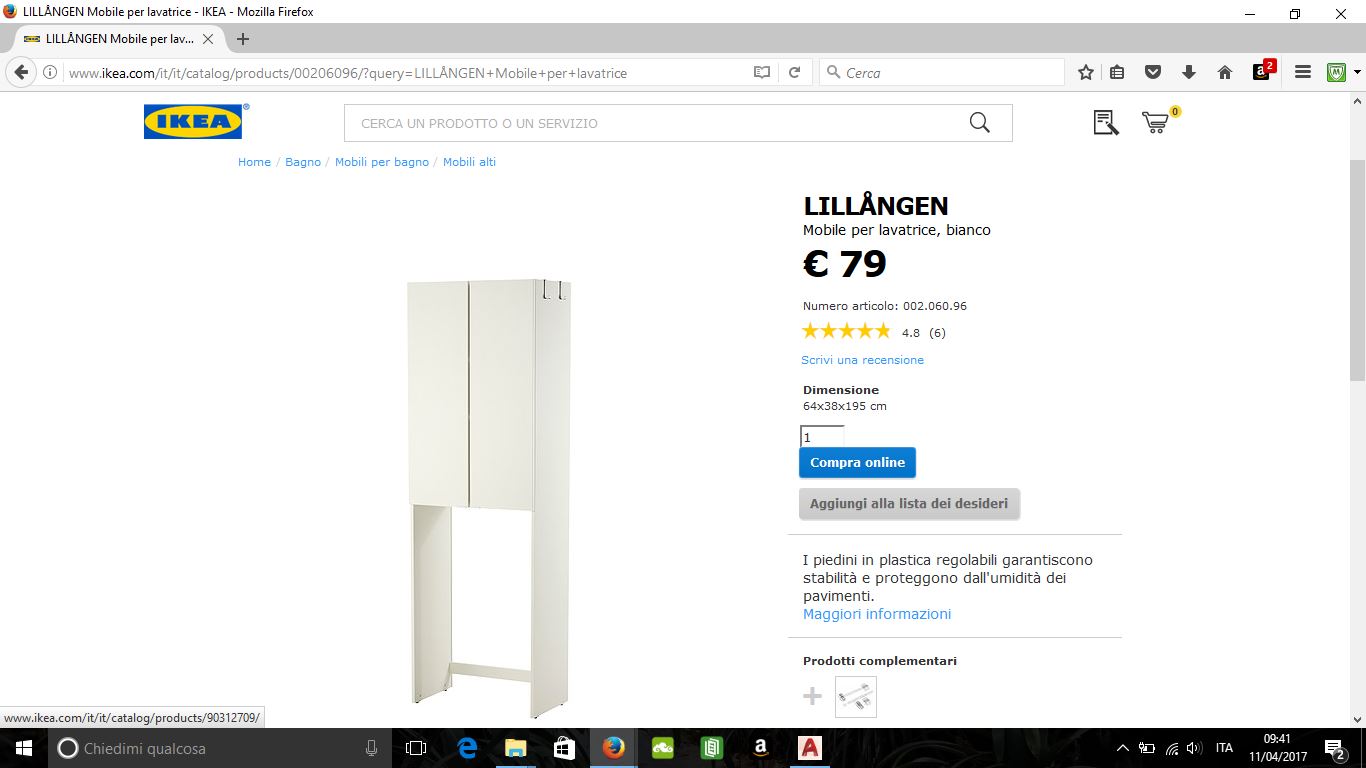 LILLÅNGEN Mobile per lavatrice - IKEA - Mozilla Firefox
IKEA LILLÅNGEN Mobile per lav...
www.ikea.com/it/it/catalog/products/00206096/?query=LILLÅNGEN+Mobile+per+lavatrice
Cerca
a 2
M
IKEA®
CERCA UN PRODOTTO O UN SERVIZIO
0
Home / Bagno / Mobili per bagno / Mobili alti
LILLÅNGEN
Mobile per lavatrice, bianco
€ 79
Numero articolo: 002.060.96
4.8 (6)
Scrivi una recensione
Dimensione
64x38x195 cm
1
Compra online
Aggiungi alla lista dei desideri
I piedini in plastica regolabili garantiscono
stabilità e proteggono dall'umidità dei
pavimenti.
Maggiori informazioni
Prodotti complementari
www.ikea.com/it/it/catalog/products/90312709/
Chiedimi qualcosa
e
a
A
ITA
09:41
11/04/2017
2